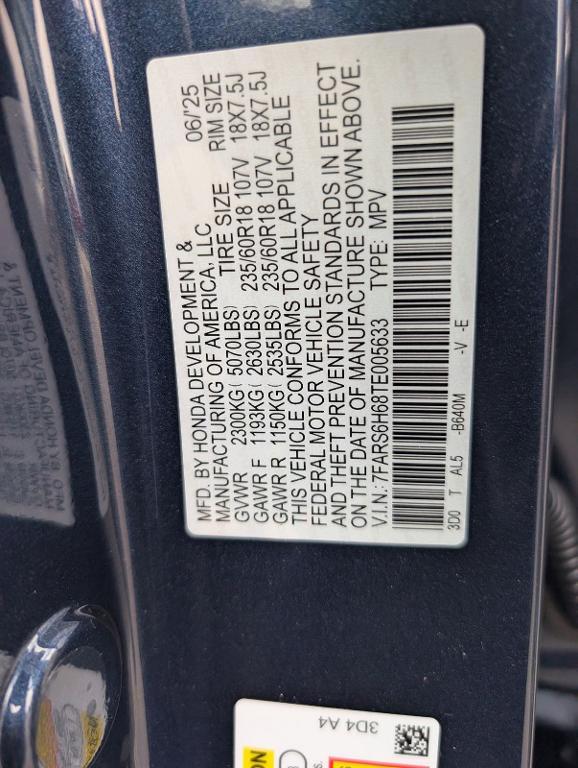 MFD. BY HONDA DEVELOPMENT &
MANUFACTURING OF AMERICA, LLC 06/'25
GVWR 2300KG( 5070LBS) TIRE SIZE RIM SIZE
GAWR F 1193KG( 2630LBS) 235/60R18 107V 18X7.5J
GAWR R 1150KG( 2535LBS) 235/60R18 107V 18X7.5J
THIS VEHICLE CONFORMS TO ALL APPLICABLE
FEDERAL MOTOR VEHICLE SAFETY
AND THEFT PREVENTION STANDARDS IN EFFECT
ON THE DATE OF MANUFACTURE SHOWN ABOVE.
V.I.N.: 7FARS6H68TE005633 TYPE: MPV
3D0 T AL5 -B640M -V -E
3D4 A4